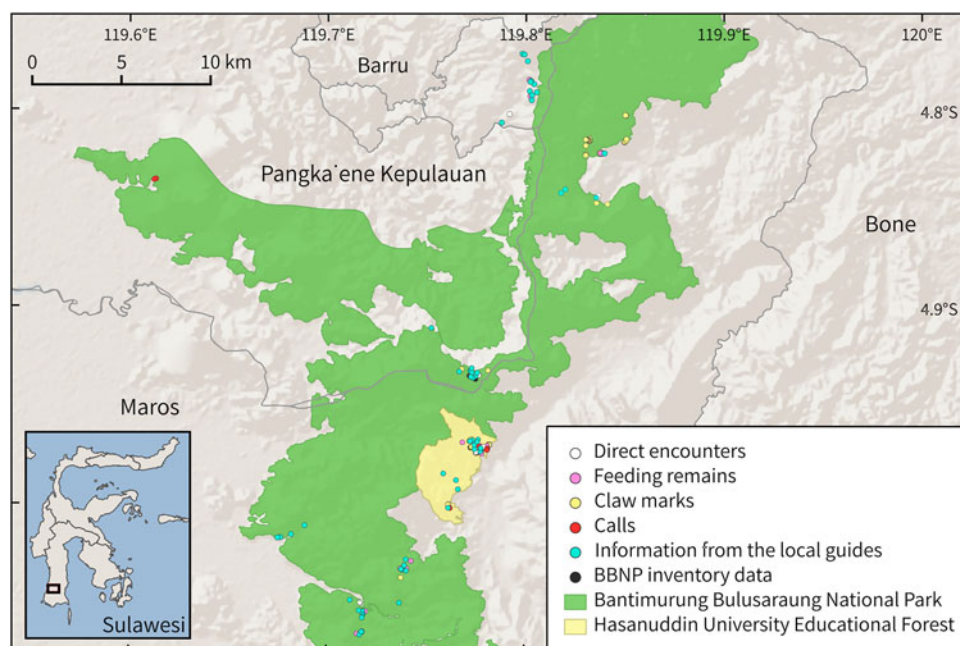 119.6°E 119.7°E 119.8°E 119.9°E 120°E
0 5 10 km
Barru
4.8°S
Pangka'ene Kepulauan
Bone
4.9°S
Maros
Sulawesi
Direct encounters
Feeding remains
Claw marks
Calls
Information from the local guides
BBNP inventory data
Bantimurung Bulusaraung National Park
Hasanuddin University Educational Forest